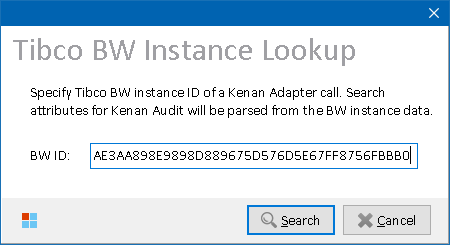 Tibco BW Instance Lookup
Specify Tibco BW instance ID of a Kenan Adapter call. Search
attributes for Kenan Audit will be parsed from the BW instance data.
BW ID: AE3AA898E9898D889675D576D5E67FF8756FBBB0
Search Cancel